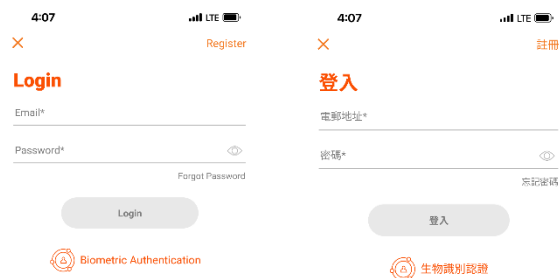 4:07
LTE
Register
Login
Email*
Password*
Forgot Password
Login
Biometric Authentication
4:07
LTE
註冊
登入
電郵地址*
密碼*
忘記密碼
登入
生物識別認證